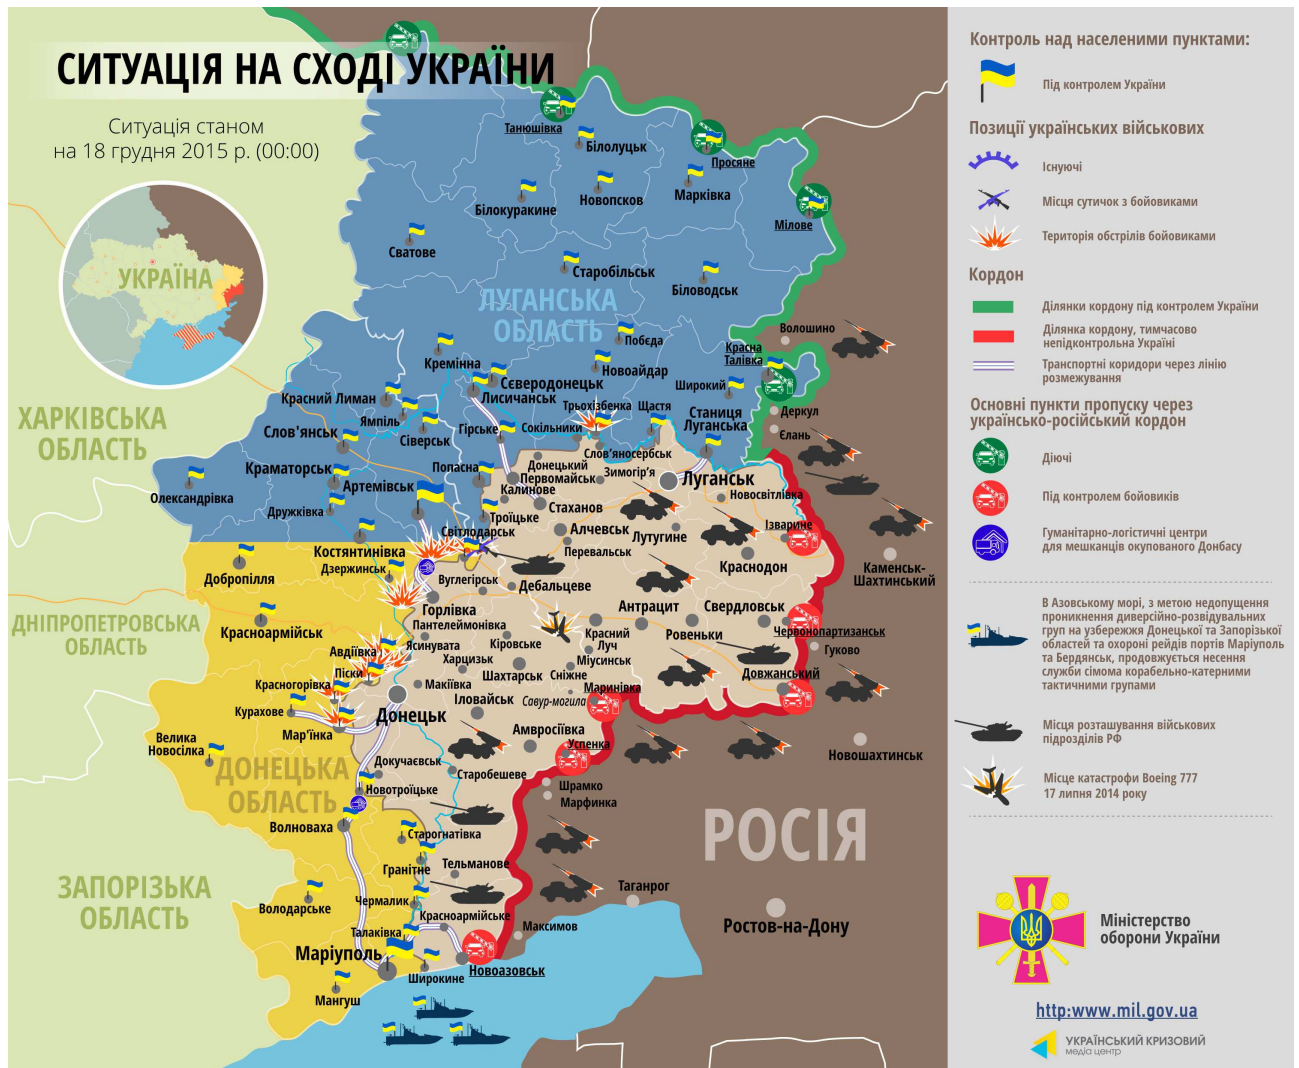 СИТУАЦІЯ НА СХОДІ УКРАЇНИ
Ситуація станом
на 18 грудня 2015 р. (00:00)
УКРАЇНА
ХАРКІВСЬКА
ОБЛАСТЬ
ДНІПРОПЕТРОВСЬКА
ОБЛАСТЬ
ЗАПОРІЗЬКА
ОБЛАСТЬ
ЛУГАНСЬКА
ОБЛАСТЬ
ДОНЕЦЬКА
ОБЛАСТЬ
РОСІЯ
Танюшівка
Білолуцьк
Просяне
Марківка
Новопсков
Білокуракине
Мілове
Сватове
Старобільськ
Біловодськ
Волошино
Побєда
Красна
Талівка
Кремінна
Новоайдар
Сєвєродонецьк
Широкий
Лисичанськ
Красний Лиман
Трьохізбенка
Щастя
Станиця
Луганська
Деркул
Ямпіль
Слов'янськ
Сіверськ
Гірське
Сокільники
Єлань
Слов'яносербськ
Краматорськ
Попасна
Донецький
Зимогір'я
Первомайськ
Луганськ
Олександрівка
Артемівськ
Калинове
Новосвітлівка
Дружківка
Стаханов
Троїцьке
Світлодарськ
Алчевськ
Лутугине
Ізварине
Костянтинівка
Перевальськ
Дзержинськ
Краснодон
Каменськ-
Шахтинський
Добропілля
Вуглегірськ
Дебальцеве
Горлівка
Антрацит
Свердловськ
Пантелеймонівка
Красноармійськ
Красний
Луч
Ровеньки
Червонопартизанськ
Ясинувата
Кіровське
Гуково
Авдіївка
Харцизьк
Міусинськ
Піски
Шахтарськ
Сніжне
Довжанський
Красногорівка
Макіївка
Маринівка
Курахове
Донецьк
Іловайськ
Савур-могила
Мар'їнка
Амвросіївка
Велика
Новосілка
Успенка
Новошахтинськ
Докучаєвськ
Старобешеве
Новотроїцьке
Шрамко
Марфинка
Волноваха
Старогнатівка
Гранітне
Тельманове
Таганрог
Володарське
Чермалик
Красноармійське
Ростов-на-Дону
Талаківка
Максимов
Маріуполь
Широкине
Новоазовськ
Мангуш
Контроль над населеними пунктами:
Під контролем України
Позиції українських військових
Існуючі
Місця сутичок з бойовиками
Територія обстрілів бойовиками
Кордон
Ділянки кордону під контролем України
Ділянка кордону, тимчасово
непідконтрольна Україні
Транспортні коридори через лінію
розмежування
Основні пункти пропуску через
українсько-російський кордон
Діючі
Під контролем бойовиків
Гуманітарно-логістичні центри
для мешканців окупованого Донбасу
В Азовському морі, з метою недопущення
проникнення диверсійно-розвідувальних
груп на узбережжя Донецької та Запорізької
областей та охороні рейдів портів Маріуполь
та Бердянськ, продовжується несення
служби сімома корабельно-катерними
тактичними групами
Місця розташування військових
підрозділів РФ
Місце катастрофи Boeing 777
17 липня 2014 року
Міністерство
оборони України
http:www.mil.gov.ua
УКРАЇНСЬКИЙ КРИЗОВИЙ
медіа центр